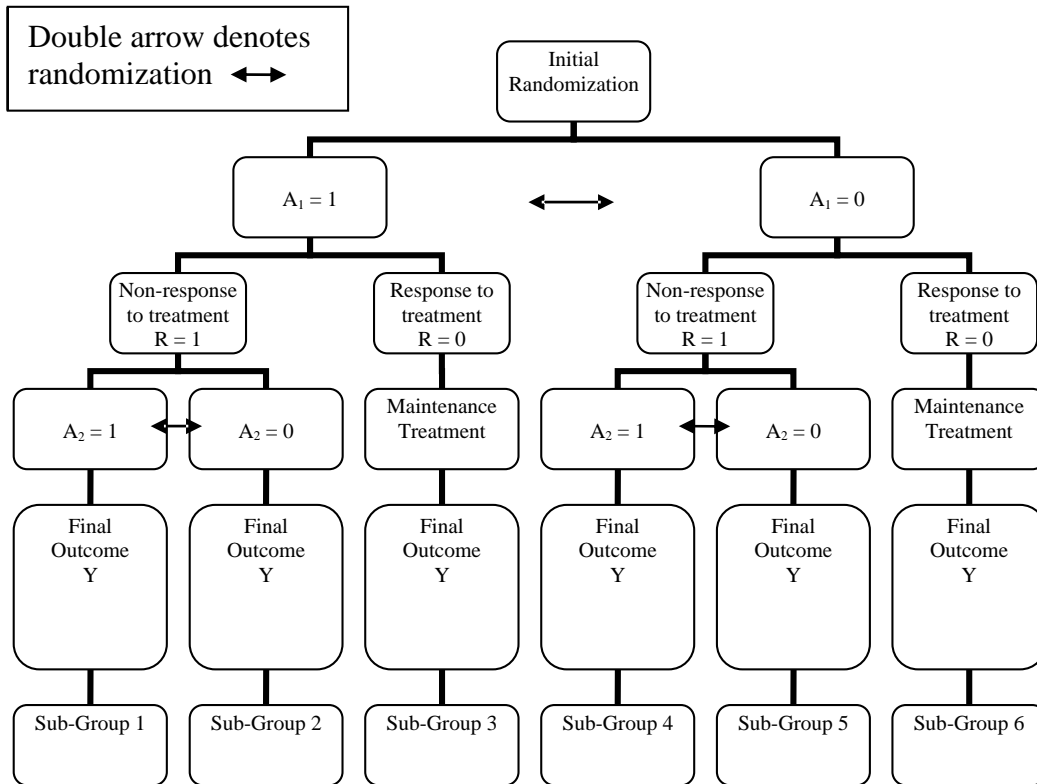 Double arrow denotes
randomization
Initial
Randomization
A₁ = 1
A₁ = 0
Non-response
to treatment
R = 1
Response to
treatment
R = 0
Non-response
to treatment
R = 1
Response to
treatment
R = 0
A₂ = 1
A₂ = 0
Maintenance
Treatment
A₂ = 1
A₂ = 0
Maintenance
Treatment
Final
Outcome
Y
Final
Outcome
Y
Final
Outcome
Y
Final
Outcome
Y
Final
Outcome
Y
Final
Outcome
Y
Sub-Group 1
Sub-Group 2
Sub-Group 3
Sub-Group 4
Sub-Group 5
Sub-Group 6